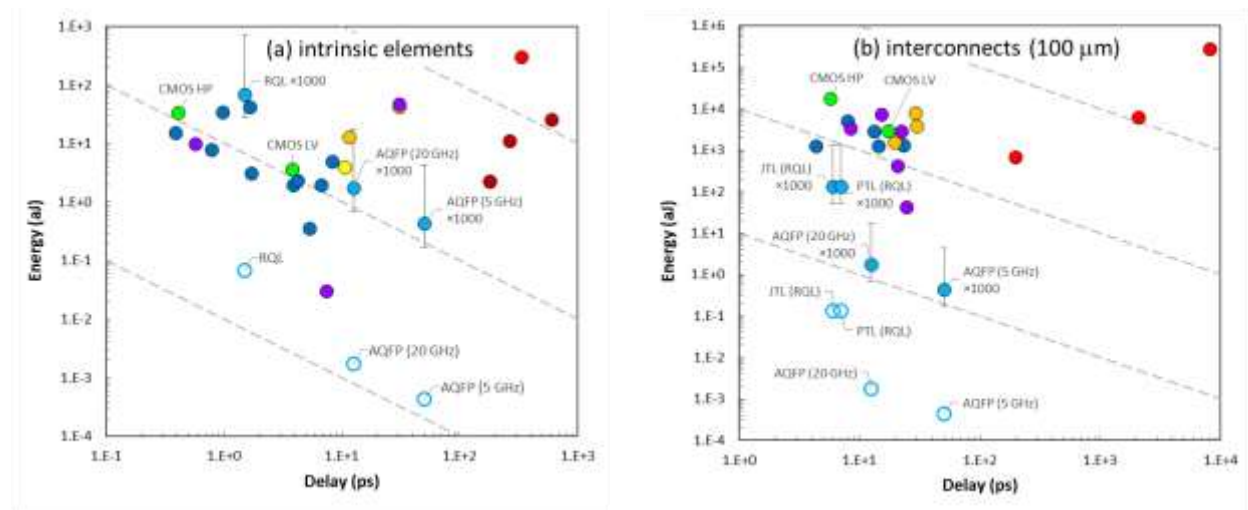 (a) intrinsic elements
1.E+3
1.E+2
1.E+1
1.E+0
1.E-1
1.E-2
1.E-3
1.E-4
Energy (aJ)
CMOS HP
RQL ×1000
CMOS LV
AQFP (20 GHz)
×1000
AQFP (5 GHz)
×1000
RQL
AQFP (20 GHz)
AQFP (5 GHz)
1.E-1
1.E+0
1.E+1
1.E+2
1.E+3
Delay (ps)
(b) interconnects (100 μm)
1.E+6
1.E+5
1.E+4
1.E+3
1.E+2
1.E+1
1.E+0
1.E-1
1.E-2
1.E-3
1.E-4
Energy (aJ)
CMOS HP
CMOS LV
JTL (RQL)
×1000
PTL (RQL)
×1000
AQFP (20 GHz)
×1000
AQFP (5 GHz)
×1000
JTL (RQL)
PTL (RQL)
AQFP (20 GHz)
AQFP (5 GHz)
1.E+0
1.E+1
1.E+2
1.E+3
1.E+4
Delay (ps)